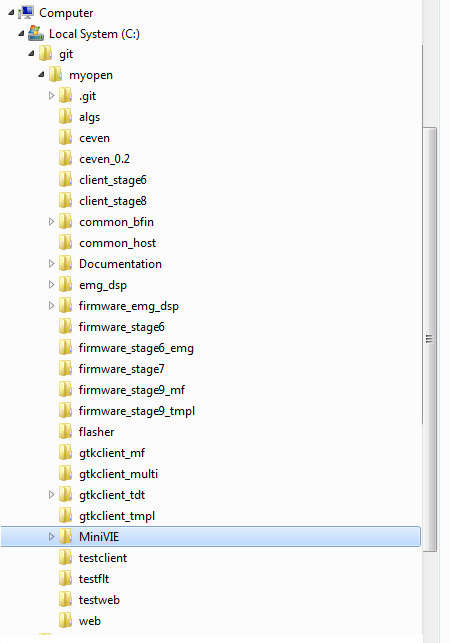 Computer
Local System (C:)
git
myopen
.git
algs
ceven
ceven_0.2
client_stage6
client_stage8
common_bfin
common_host
Documentation
emg_dsp
firmware_emg_dsp
firmware_stage6
firmware_stage6_emg
firmware_stage7
firmware_stage9_mf
firmware_stage9_tmpl
flasher
gtkclient_mf
gtkclient_multi
gtkclient_tdt
gtkclient_tmpl
MiniVIE
testclient
testflt
testweb
web